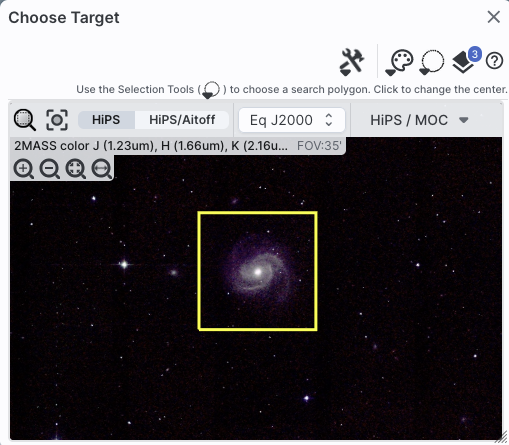 Choose Target
3
Use the Selection Tools ( ) to choose a search polygon. Click to change the center.
HiPS HiPS/Aitoff Eq J2000 HiPS / MOC
2MASS color J (1.23um), H (1.66um), K (2.16u... FOV:35'